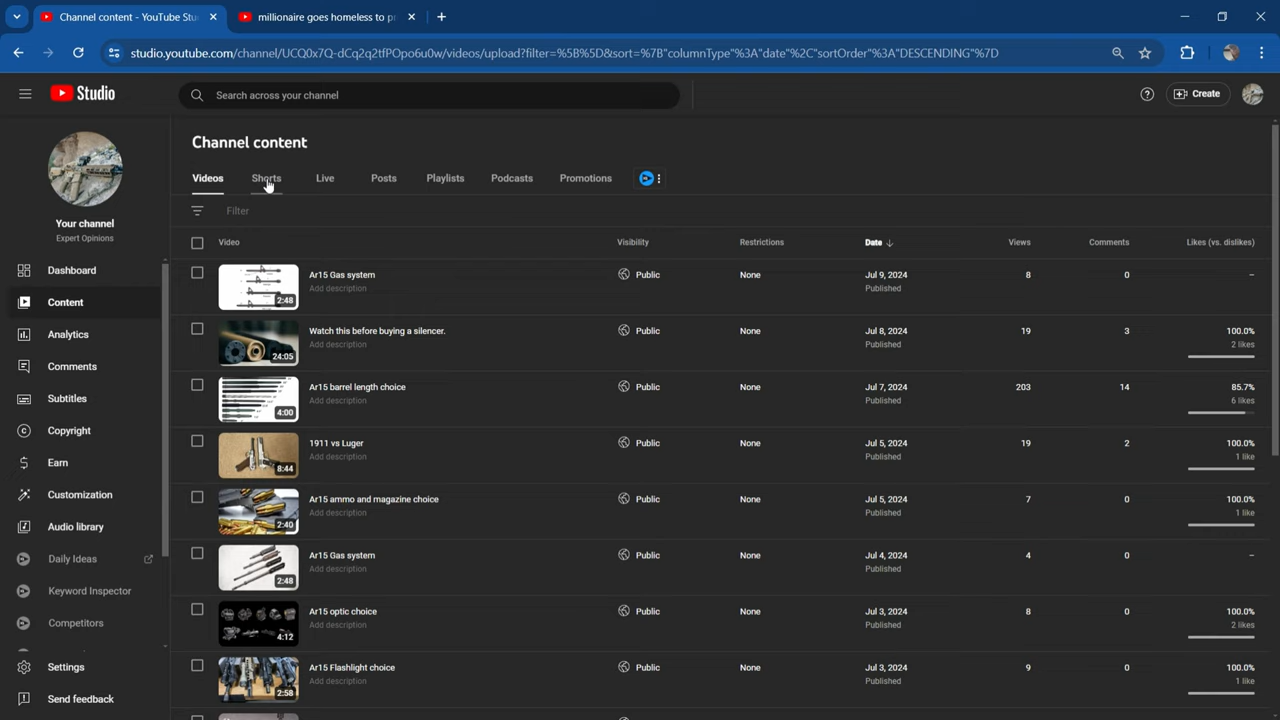 Channel content - YouTube Stu
millionaire goes homeless to pr
studio.youtube.com/channel/UCQ0x7Q-dCq2q2tfPOpo6u0w/videos/upload?filter=%5B%5D&sort=%7B"columnType"%3A"date"%2C"sortOrder"%3A"DESCENDING"%7D
Studio
Search across your channel
Create
Channel content
Videos Shorts Live Posts Playlists Podcasts Promotions
Filter
Your channel
Expert Opinions
Dashboard
Content
Analytics
Comments
Subtitles
Copyright
Earn
Customization
Audio library
Daily Ideas
Keyword Inspector
Competitors
Settings
Send feedback
Video Visibility Restrictions Date Views Comments Likes (vs. dislikes)
2:48 Ar15 Gas system Public None Jul 9, 2024 8 0 –
Add description Published
24:05 Watch this before buying a silencer. Public None Jul 8, 2024 19 3 100.0%
Add description Published 2 likes
4:00 Ar15 barrel length choice Public None Jul 7, 2024 203 14 85.7%
Add description Published 6 likes
8:44 1911 vs Luger Public None Jul 5, 2024 19 2 100.0%
Add description Published 1 like
2:40 Ar15 ammo and magazine choice Public None Jul 5, 2024 7 0 100.0%
Add description Published 1 like
2:48 Ar15 Gas system Public None Jul 4, 2024 4 0 –
Add description Published
4:12 Ar15 optic choice Public None Jul 3, 2024 8 0 100.0%
Add description Published 2 likes
2:58 Ar15 Flashlight choice Public None Jul 3, 2024 9 0 100.0%
Add description Published 1 like